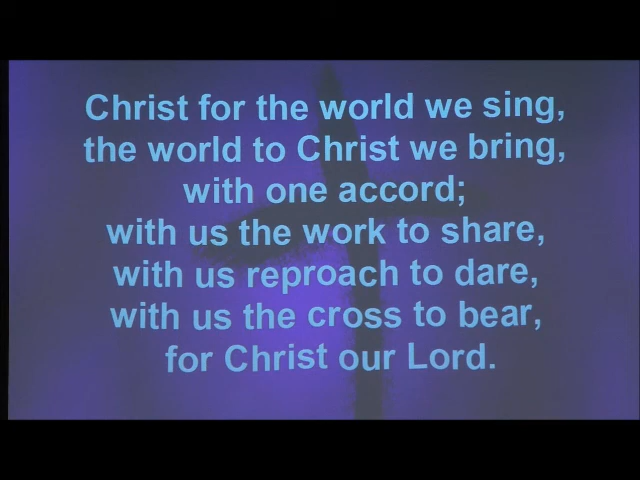 Christ for the world we sing,
the world to Christ we bring,
with one accord;
with us the work to share,
with us reproach to dare,
with us the cross to bear,
for Christ our Lord.